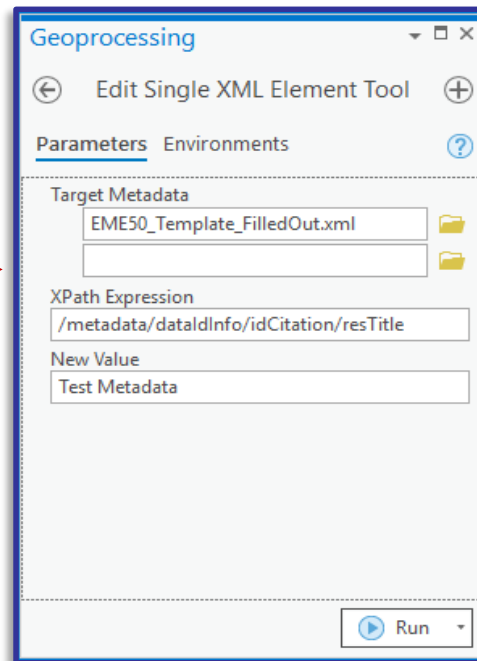 Geoprocessing
Edit Single XML Element Tool
Parameters Environments
Target Metadata
EME50_Template_FilledOut.xml
XPath Expression
/metadata/dataIdInfo/idCitation/resTitle
New Value
Test Metadata
Run